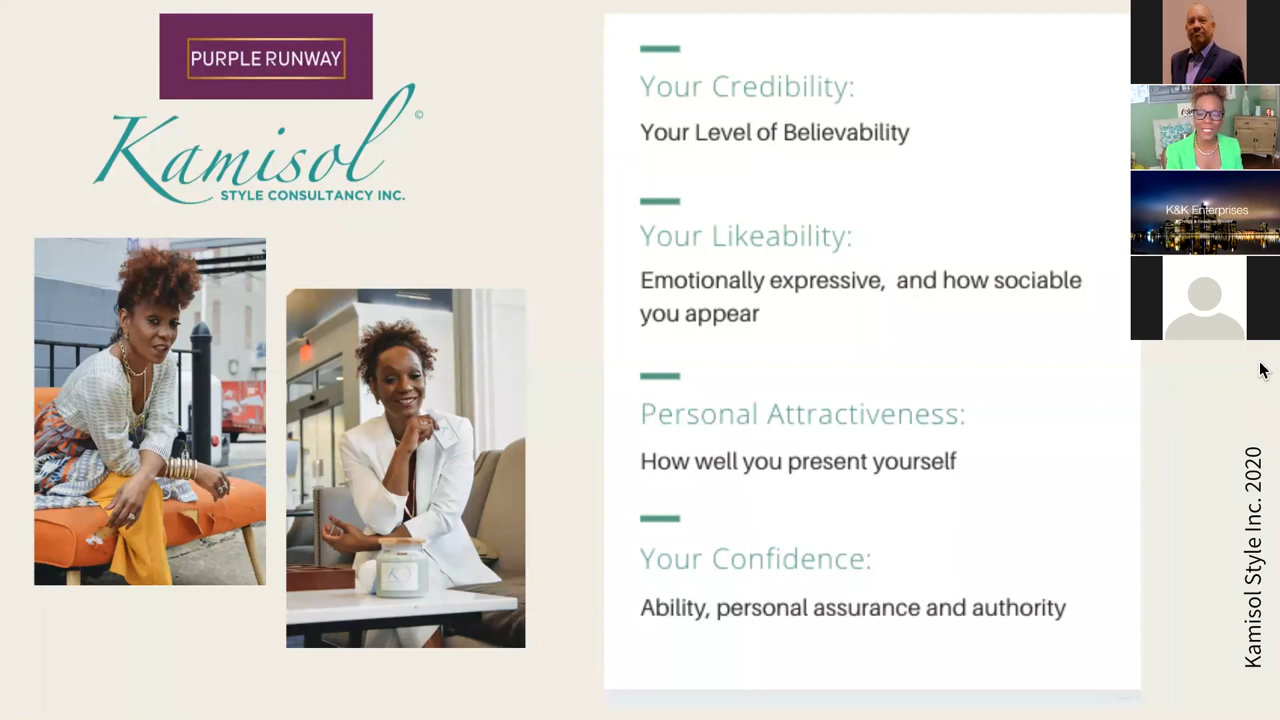 PURPLE RUNWAY
Kamisol
©
STYLE CONSULTANCY INC.
Your Credibility:
Your Level of Believability
Your Likeability:
Emotionally expressive, and how sociable
you appear
Personal Attractiveness:
How well you present yourself
Your Confidence:
Ability, personal assurance and authority
K&K Enterprises
Kamisol Style Inc. 2020